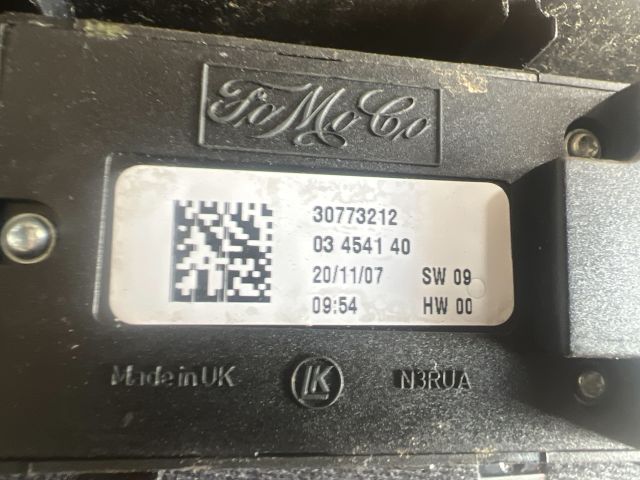 FoMoCo
30773212
03 4541 40
20/11/07 SW 09
09:54 HW 00
Made in UK LK N3RUA